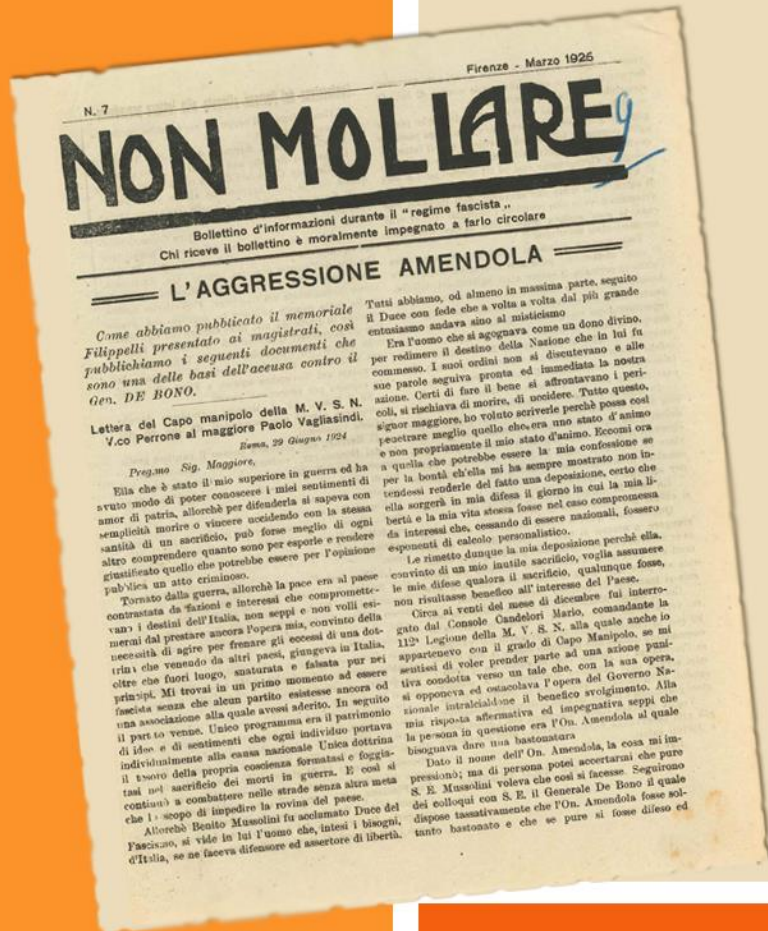 N. 7
Firenze - Marzo 1925
NON MOLLARE
9
Bollettino d'informazioni durante il "regime fascista „
Chi riceve il bollettino è moralmente impegnato a farlo circolare
L'AGGRESSIONE AMENDOLA
Come abbiamo pubblicato il memoriale
Filippelli presentato ai magistrati, così
pubblichiamo i seguenti documenti che
sono una delle basi dell'accusa contro il
Gen. DE BONO.
Lettera del Capo manipolo della M. V. S. N.
V.co Perrone al maggiore Paolo Vagliasindi.
Roma, 29 Giugno 1924
Preg.mo Sig. Maggiore,
Ella che è stato il mio superiore in guerra ed ha
avuto modo di poter conoscere i miei sentimenti di
amor di patria, allorchè per difenderla si sapeva con
semplicità morire o vincere uccidendo con la stessa
santità di un sacrificio, può forse meglio di ogni
altro comprendere quanto sono per esporle e rendere
giustificato quello che potrebbe essere per l'opinione
pubblica un atto criminoso.
Tornato dalla guerra, allorchè la pace era al paese
contrastata da fazioni e interessi che compromette-
vano i destini dell'Italia, non seppi e non volli esi-
mermi dal prestare ancora l'opera mia, convinto della
necessità di agire per frenare gli eccessi di una dot-
trina che venendo da altri paesi, giungeva in Italia,
oltre che fuori luogo, snaturata e falsata pur nei
principi. Mi trovai in un primo momento ad essere
fascista senza che alcun partito esistesse ancora od
una associazione alla quale avessi aderito. In seguito
il partito venne. Unico programma era il patrimonio
di idee e di sentimenti che ogni individuo portava
individualmente alla causa nazionale Unica dottrina
il tesoro della propria coscienza formatasi e foggia-
tasi nel sacrificio dei morti in guerra. E così si
continuò a combattere nelle strade senza altra meta
che lo scopo di impedire la rovina del paese.
Allorchè Benito Mussolini fu acclamato Duce del
Fascismo, si vide in lui l'uomo che, intesi i bisogni,
d'Italia, se ne faceva difensore ed assertore di libertà.
Tutti abbiamo, od almeno in massima parte, seguito
il Duce con fede che a volta a volta dal più grande
entusiasmo andava sino al misticismo
Era l'uomo che si agognava come un dono divino,
per redimere il destino della Nazione che in lui fu
commesso. I suoi ordini non si discutevano e alle
sue parole seguiva pronta ed immediata la nostra
azione. Certi di fare il bene si affrontavano i peri-
coli, si rischiava di morire, di uccidere. Tutto questo,
signor maggiore, ho voluto scriverle perchè possa così
penetrare meglio quello che era uno stato d'animo
e non propriamente il mio stato d'animo. Eccomi ora
a quella che potrebbe essere la mia confessione se
per la bontà ch'ella mi ha sempre mostrato non in-
tendessi renderle del fatto una deposizione, certo che
ella sorgerà in mia difesa il giorno in cui la mia li-
bertà e la mia vita stessa fosse nel caso compromessa
da interessi che, cessando di essere nazionali, fossero
esponenti di calcolo personalistico.
Le rimetto dunque la mia deposizione perchè ella,
convinto di un mio inutile sacrificio, voglia assumere
le mie difese qualora il sacrificio, qualunque fosse,
non risultasse benefico all'interesse del Paese.
Circa ai venti del mese di dicembre fui interro-
gato dal Console Candelori Mario, comandante la
112ª Legione della M. V. S. N. alla quale anche io
appartenevo con il grado di Capo Manipolo, se mi
sentissi di voler prender parte ad una azione puni-
tiva condotta verso un tale che, con la sua opera,
si opponeva ed ostacolava l'opera del Governo Na-
zionale intralciandone il benefico svolgimento. Alla
mia risposta affermativa ed impegnativa seppi che
la persona in questione era l'On. Amendola al quale
bisognava dare una bastonatura
Dato il nome dell'On. Amendola, la cosa mi im-
pressionò; ma di persona potei accertarmi che pure
S. E. Mussolini voleva che così si facesse. Seguirono
dei colloqui con S. E. il Generale De Bono il quale
dispose tassativamente che l'On. Amendola fosse sol-
tanto bastonato e che se pure si fosse difeso ed